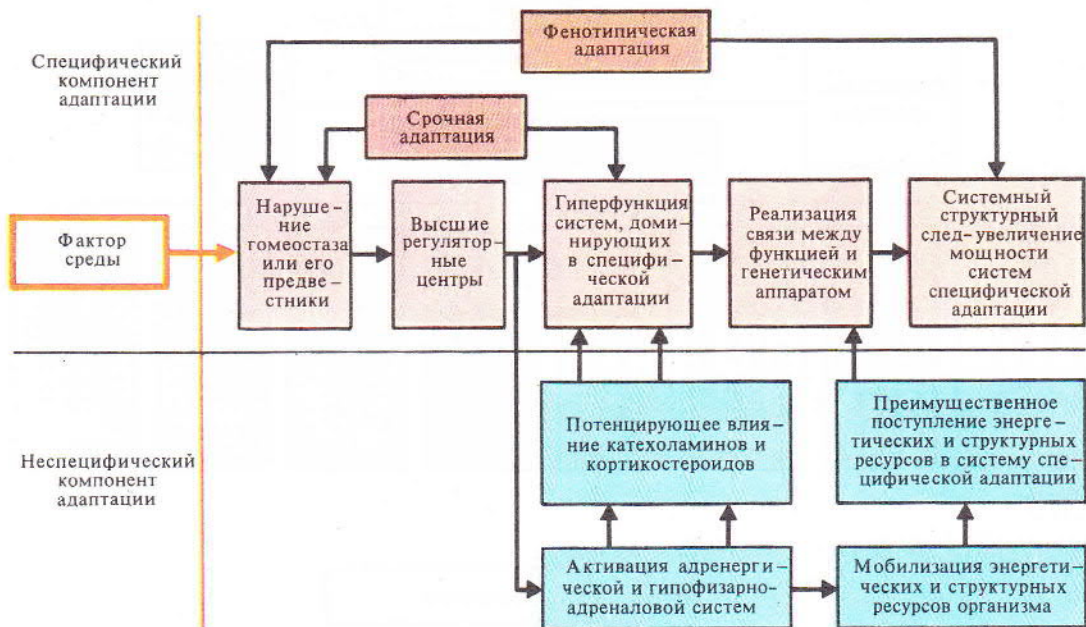 Фенотипическая
адаптация
Специфический
компонент
адаптации
Срочная
адаптация
Фактор
среды
Наруше–
ние
гомеостаза
или его
предве–
стники
Высшие
регулятор–
ные
центры
Гиперфункция
систем, доми–
нирующих
в специфи–
ческой
адаптации
Реализация
связи между
функцией и
генетическим
аппаратом
Системный
структурный
след–увеличение
мощности
систем
специфической
адаптации
Неспецифический
компонент
адаптации
Потенцирующее влия–
ние катехоламинов и
кортикостероидов
Преимущественное
поступление энерге–
тических и структурных
ресурсов в систему спе–
цифической адаптации
Активация адренерги–
ческой и гипофизарно–
адреналовой систем
Мобилизация энергети–
ческих и структурных
ресурсов организма